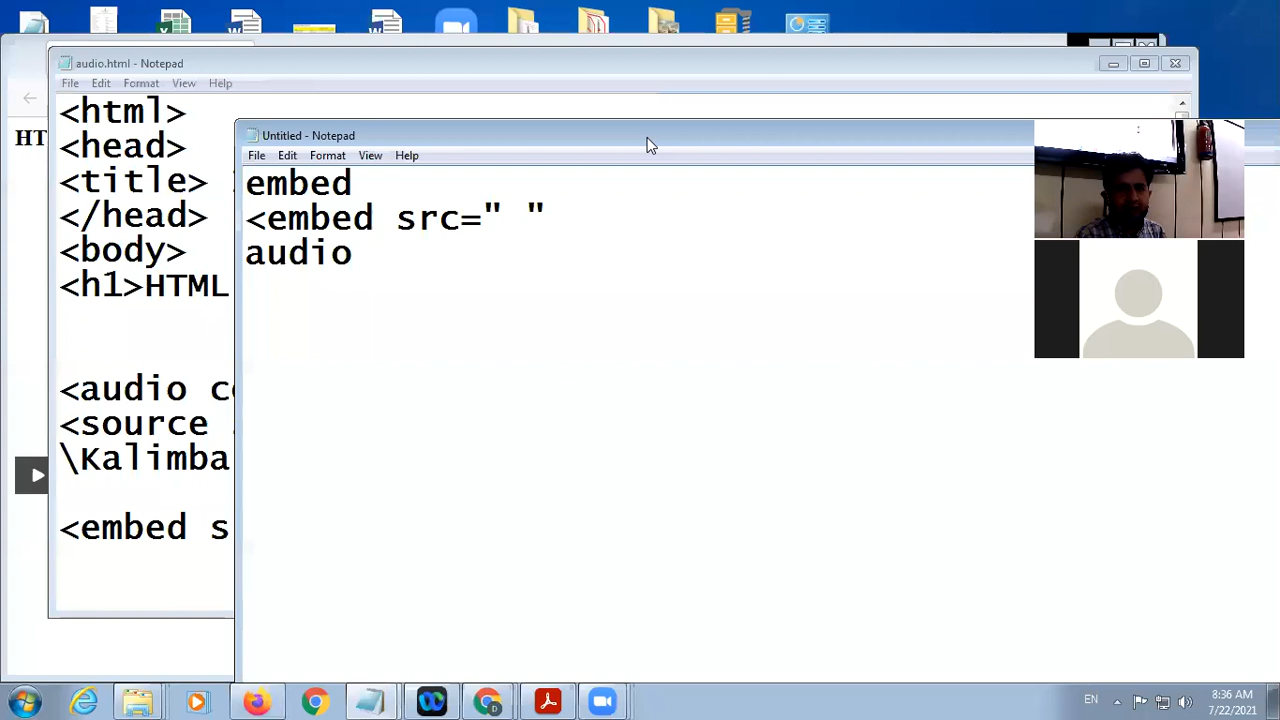 audio.html - Notepad
File Edit Format View Help
<html>
<head>
<title>
</head>
<body>
<h1>HTML
<audio
<source
\Kalimba
<embed s
HT
Untitled - Notepad
File Edit Format View Help
embed
<embed src=" "
audio
EN
8:36 AM
7/22/2021